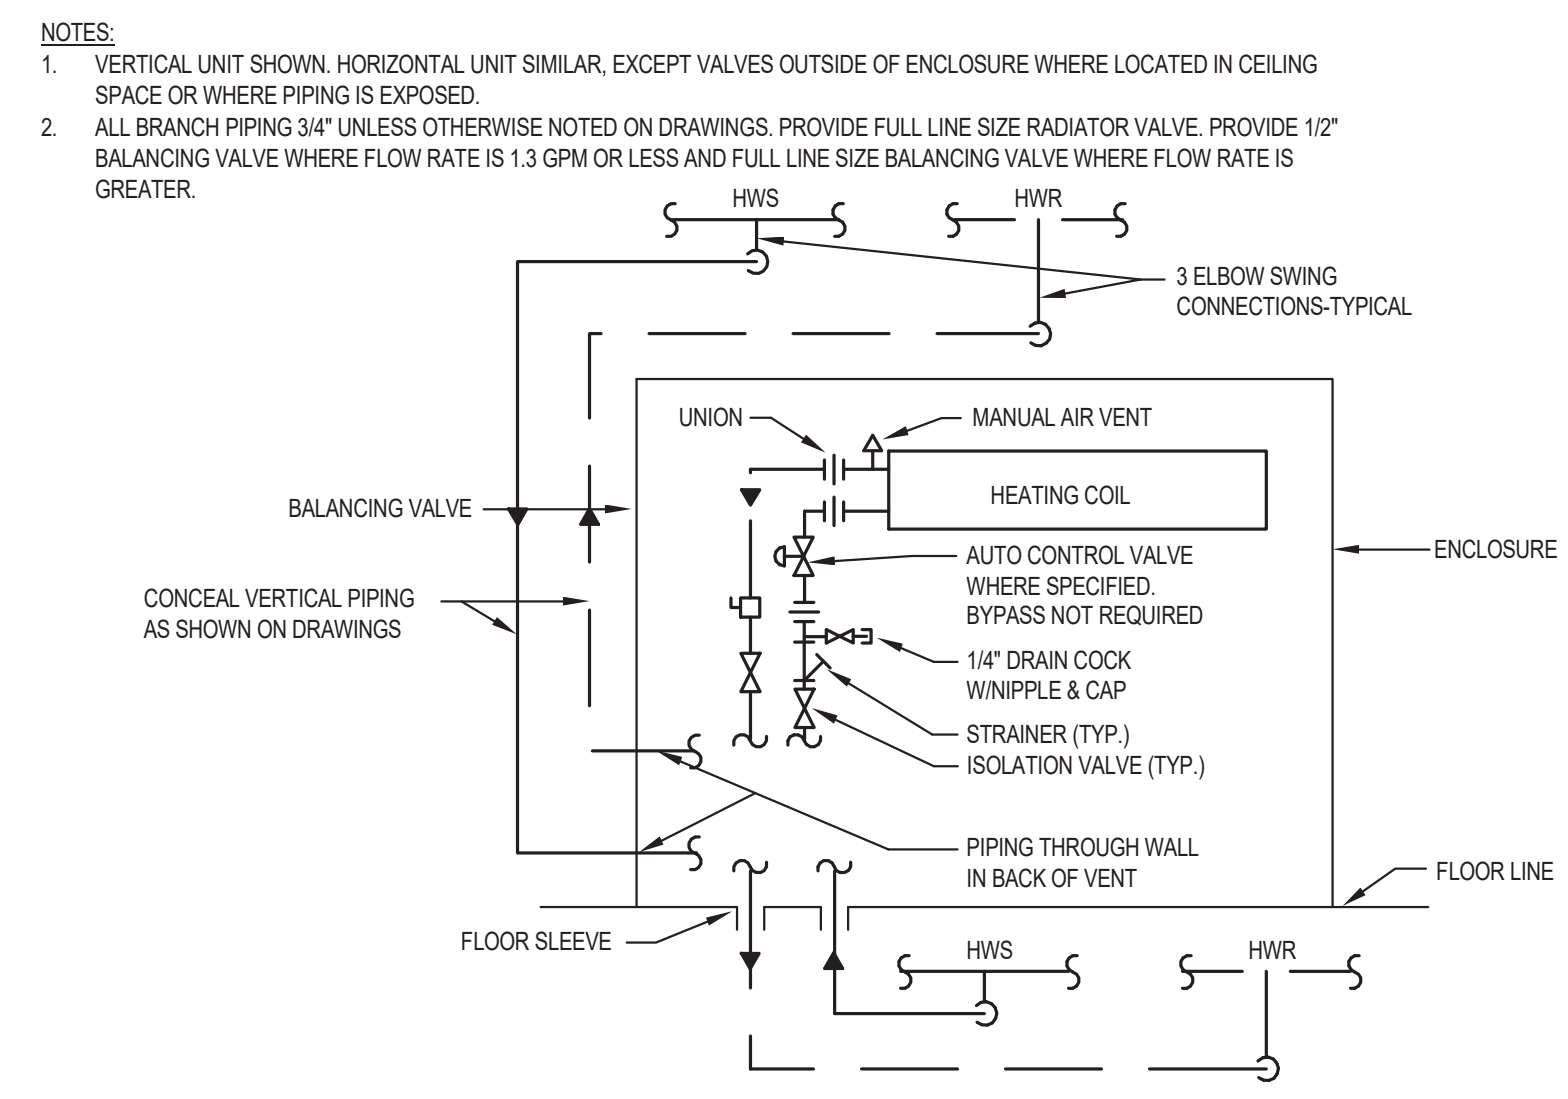 NOTES:
1. VERTICAL UNIT SHOWN. HORIZONTAL UNIT SIMILAR, EXCEPT VALVES OUTSIDE OF ENCLOSURE WHERE LOCATED IN CEILING
SPACE OR WHERE PIPING IS EXPOSED.
2. ALL BRANCH PIPING 3/4" UNLESS OTHERWISE NOTED ON DRAWINGS. PROVIDE FULL LINE SIZE RADIATOR VALVE. PROVIDE 1/2"
BALANCING VALVE WHERE FLOW RATE IS 1.3 GPM OR LESS AND FULL LINE SIZE BALANCING VALVE WHERE FLOW RATE IS
GREATER.
HWS
HWR
3 ELBOW SWING
CONNECTIONS-TYPICAL
UNION
MANUAL AIR VENT
HEATING COIL
BALANCING VALVE
ENCLOSURE
AUTO CONTROL VALVE
WHERE SPECIFIED.
BYPASS NOT REQUIRED
CONCEAL VERTICAL PIPING
AS SHOWN ON DRAWINGS
1/4" DRAIN COCK
W/NIPPLE & CAP
STRAINER (TYP.)
ISOLATION VALVE (TYP.)
PIPING THROUGH WALL
IN BACK OF VENT
FLOOR LINE
FLOOR SLEEVE
HWS
HWR